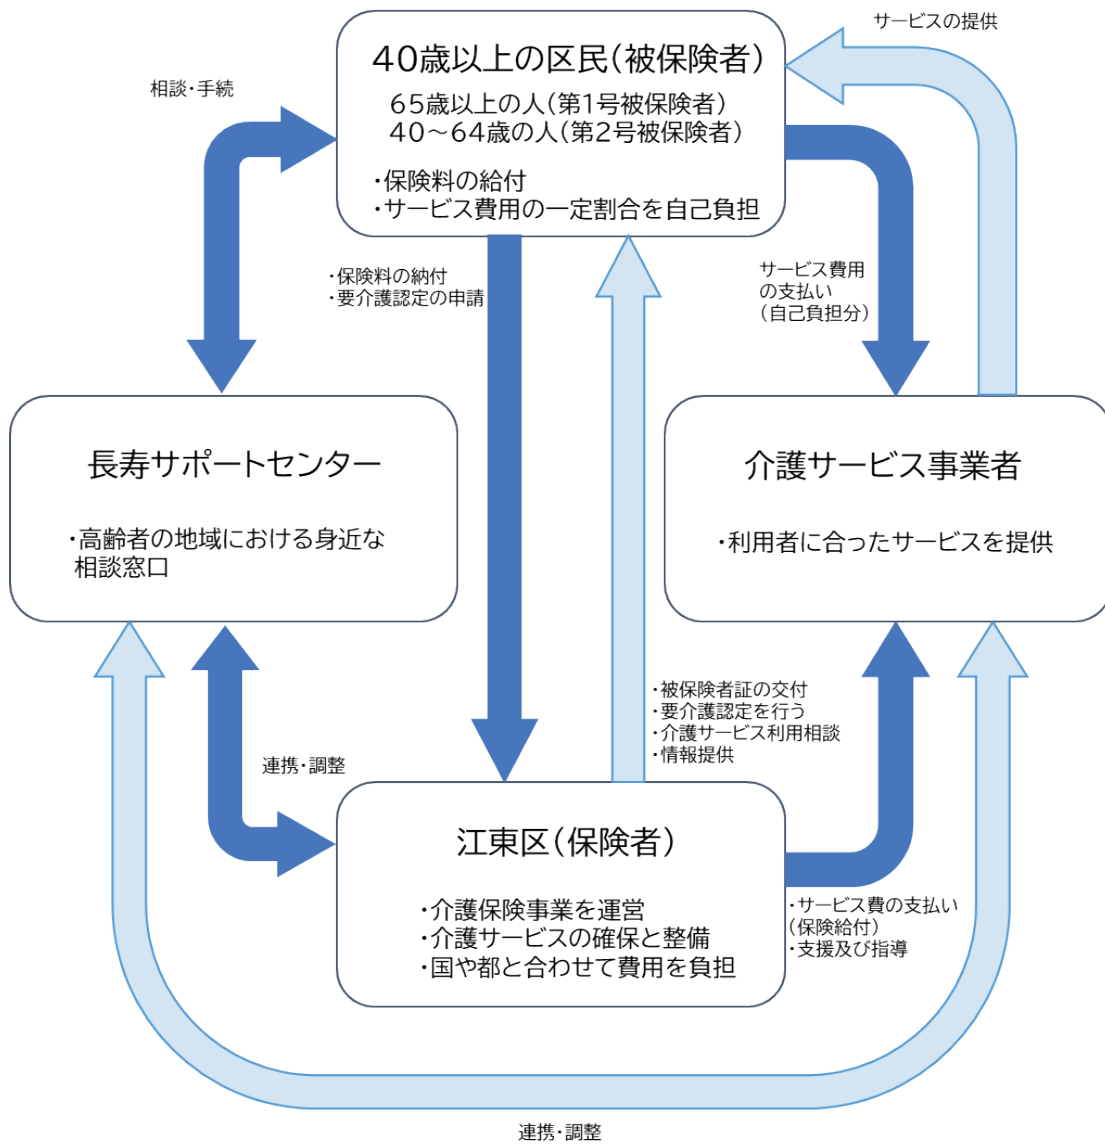 サービスの提供
40歳以上の区民(被保険者)
65歳以上の人(第1号被保険者)
40～64歳の人(第2号被保険者)
・保険料の給付
・サービス費用の一定割合を自己負担
相談・手続
・保険料の納付
・要介護認定の申請
サービス費用
の支払い
(自己負担分)
長寿サポートセンター
・高齢者の地域における身近な
相談窓口
介護サービス事業者
・利用者に合ったサービスを提供
・被保険者証の交付
・要介護認定を行う
・介護サービス利用相談
・情報提供
連携・調整
江東区(保険者)
・介護保険事業を運営
・介護サービスの確保と整備
・国や都と合わせて費用を負担
・サービス費の支払い
(保険給付)
・支援及び指導
連携・調整